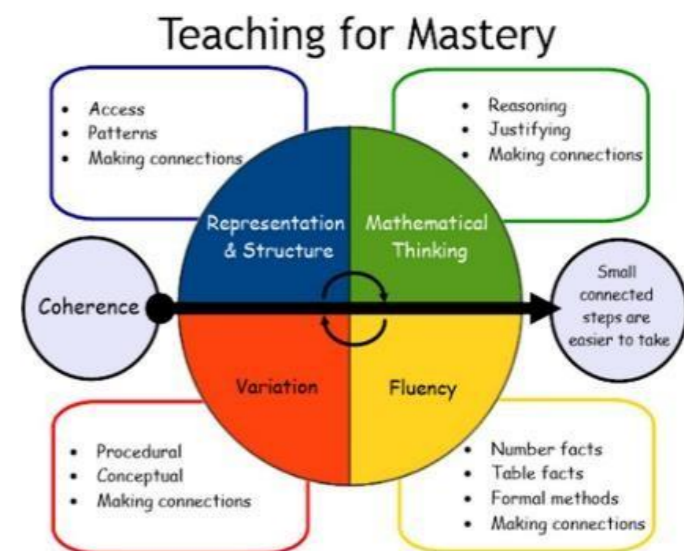 Teaching for Mastery
• Access
• Patterns
• Making connections
• Reasoning
• Justifying
• Making connections
Representation
& Structure
Mathematical
Thinking
Coherence
Small
connected
steps are
easier to take
Variation
Fluency
• Procedural
• Conceptual
• Making connections
• Number facts
• Table facts
• Formal methods
• Making connections